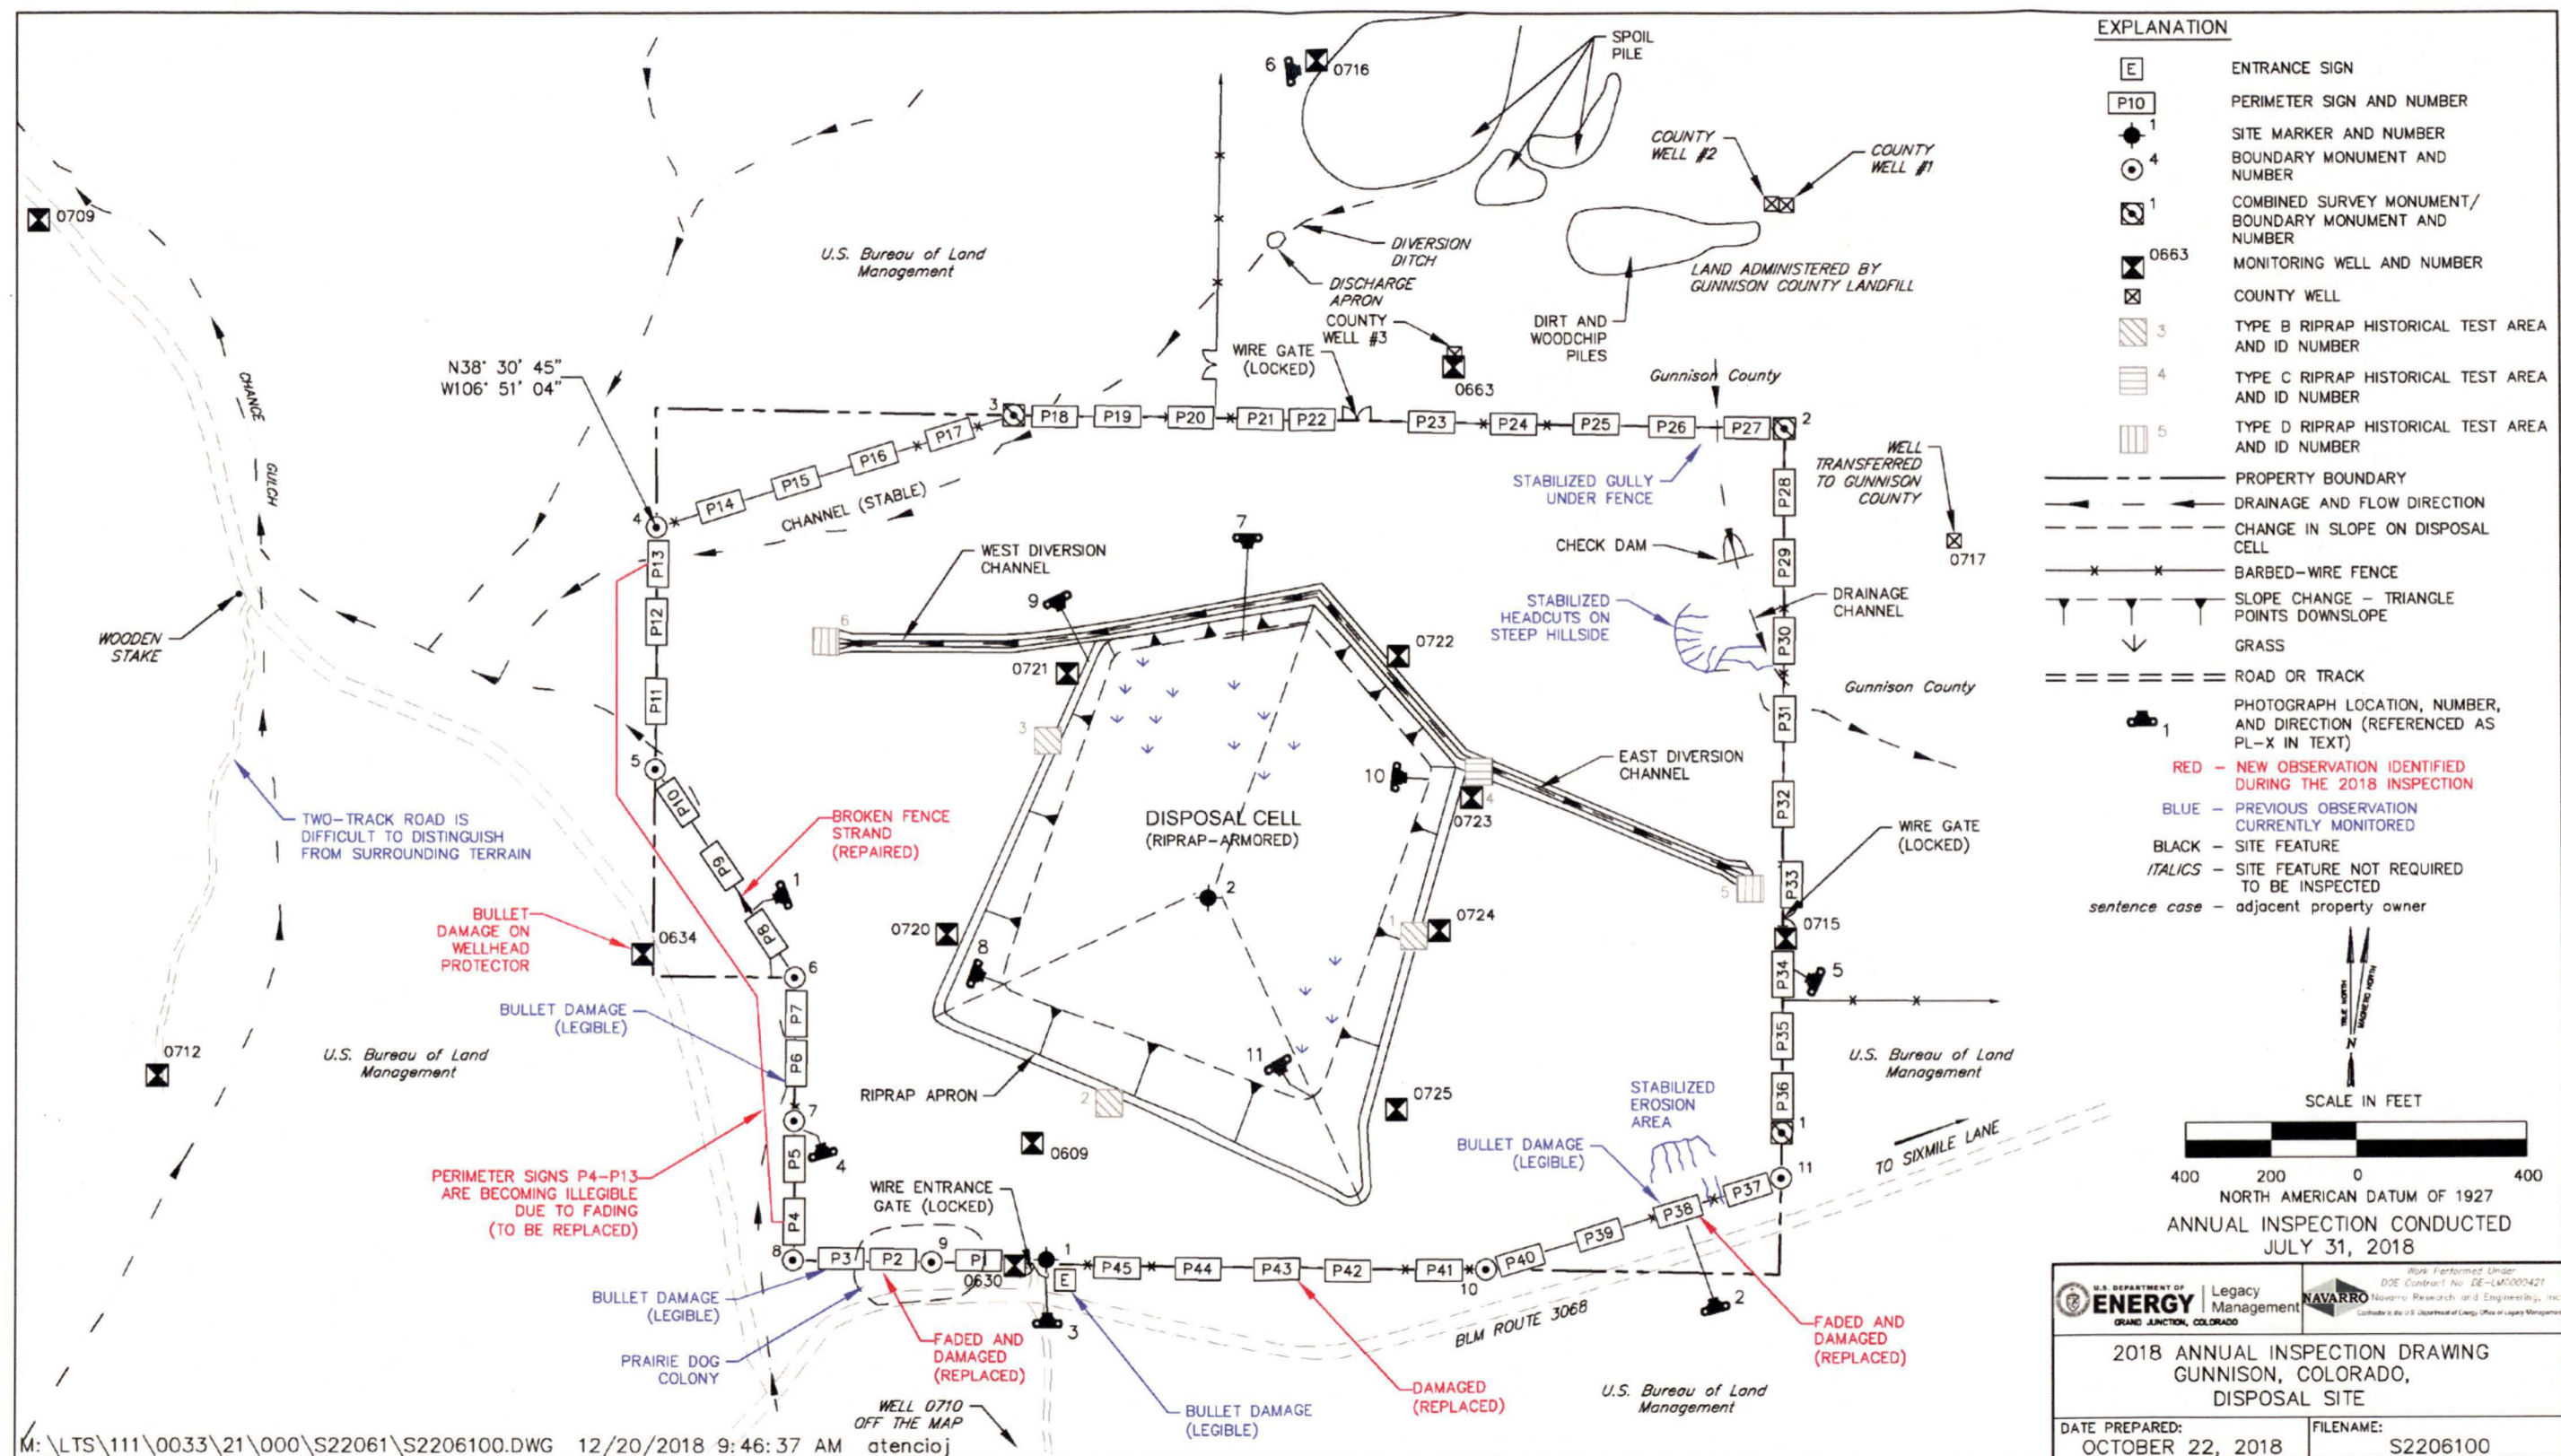 EXPLANATION
E
ENTRANCE SIGN
P10
PERIMETER SIGN AND NUMBER
1
SITE MARKER AND NUMBER
4
BOUNDARY MONUMENT AND
NUMBER
1
COMBINED SURVEY MONUMENT/
BOUNDARY MONUMENT AND
NUMBER
0663
MONITORING WELL AND NUMBER
COUNTY WELL
3
TYPE B RIPRAP HISTORICAL TEST AREA
AND ID NUMBER
4
TYPE C RIPRAP HISTORICAL TEST AREA
AND ID NUMBER
5
TYPE D RIPRAP HISTORICAL TEST AREA
AND ID NUMBER
PROPERTY BOUNDARY
DRAINAGE AND FLOW DIRECTION
CHANGE IN SLOPE ON DISPOSAL
CELL
BARBED-WIRE FENCE
SLOPE CHANGE - TRIANGLE
POINTS DOWNSLOPE
GRASS
ROAD OR TRACK
1
PHOTOGRAPH LOCATION, NUMBER,
AND DIRECTION (REFERENCED AS
PL-X IN TEXT)
RED - NEW OBSERVATION IDENTIFIED
DURING THE 2018 INSPECTION
BLUE - PREVIOUS OBSERVATION
CURRENTLY MONITORED
BLACK - SITE FEATURE
ITALICS - SITE FEATURE NOT REQUIRED
TO BE INSPECTED
sentence case - adjacent property owner
TRUE NORTH
MAGNETIC NORTH
N
SCALE IN FEET
400 200 0 400
NORTH AMERICAN DATUM OF 1927
ANNUAL INSPECTION CONDUCTED
JULY 31, 2018
U.S. DEPARTMENT OF
ENERGY
GRAND JUNCTION, COLORADO
Legacy
Management
NAVARRO
Work Performed Under
DOE Contract No. DE-LM0000421
Navarro Research and Engineering, Inc.
2018 ANNUAL INSPECTION DRAWING
GUNNISON, COLORADO,
DISPOSAL SITE
DATE PREPARED:
OCTOBER 22, 2018
FILENAME:
S2206100
SPOIL
PILE
6
0716
COUNTY
WELL #2
COUNTY
WELL #1
0709
U.S. Bureau of Land
Management
DIVERSION
DITCH
DISCHARGE
APRON
COUNTY
WELL #3
LAND ADMINISTERED BY
GUNNISON COUNTY LANDFILL
DIRT AND
WOODCHIP
PILES
WIRE GATE
(LOCKED)
0663
Gunnison County
N38° 30' 45"
W106° 51' 04"
CHANCE
GULCH
3
P18
P19
P20
P21
P22
P23
P24
P25
P26
P27
2
P17
P16
P15
P14
4
CHANNEL (STABLE)
STABILIZED GULLY
UNDER FENCE
WELL
TRANSFERRED
TO GUNNISON
COUNTY
0717
P28
P29
P30
P31
P32
P33
P34
P35
P36
7
WEST DIVERSION
CHANNEL
CHECK DAM
DRAINAGE
CHANNEL
STABILIZED
HEADCUTS ON
STEEP HILLSIDE
Gunnison County
P13
P12
P11
WOODEN
STAKE
6
9
0721
0722
3
5
10
EAST DIVERSION
CHANNEL
4
0723
DISPOSAL CELL
(RIPRAP-ARMORED)
TWO-TRACK ROAD IS
DIFFICULT TO DISTINGUISH
FROM SURROUNDING TERRAIN
P10
P9
P8
BROKEN FENCE
STRAND
(REPAIRED)
1
WIRE GATE
(LOCKED)
5
0715
5
2
BULLET
DAMAGE ON
WELLHEAD
PROTECTOR
0634
0720
8
1
0724
6
BULLET DAMAGE
(LEGIBLE)
P7
P6
0712
U.S. Bureau of Land
Management
U.S. Bureau of Land
Management
RIPRAP APRON
11
2
0725
7
P5
4
0609
STABILIZED
EROSION
AREA
BULLET DAMAGE
(LEGIBLE)
1
TO SIXMILE LANE
11
PERIMETER SIGNS P4-P13
ARE BECOMING ILLEGIBLE
DUE TO FADING
(TO BE REPLACED)
WIRE ENTRANCE
GATE (LOCKED)
P4
8
P3
P2
9
P1
0630
1
E
P45
P44
P43
P42
P41
10
P40
P39
P38
P37
BULLET DAMAGE
(LEGIBLE)
PRAIRIE DOG
COLONY
FADED AND
DAMAGED
(REPLACED)
3
BLM ROUTE 3068
2
FADED AND
DAMAGED
(REPLACED)
DAMAGED
(REPLACED)
U.S. Bureau of Land
Management
BULLET DAMAGE
(LEGIBLE)
WELL 0710
OFF THE MAP
M:\LTS\111\0033\21\000\S22061\S2206100.DWG 12/20/2018 9:46:37 AM atencioj